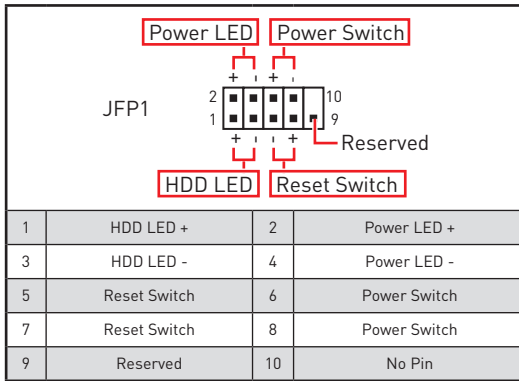 Power LED Power Switch
+ - + -
2 10
JFP1
1 9
Reserved
+ - - +
HDD LED Reset Switch
1 HDD LED + 2 Power LED +
3 HDD LED - 4 Power LED -
5 Reset Switch 6 Power Switch
7 Reset Switch 8 Power Switch
9 Reserved 10 No Pin